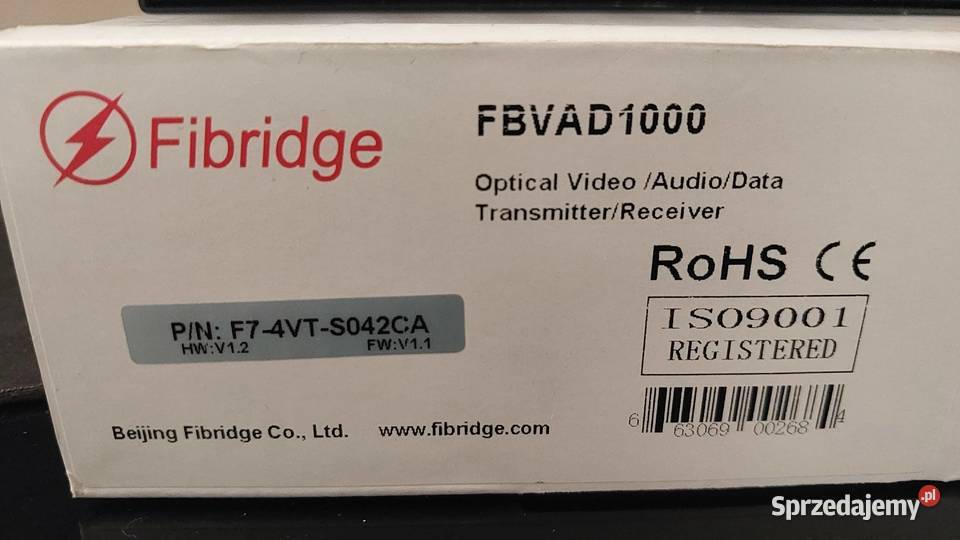 Fibridge
FBVAD1000
Optical Video /Audio/Data
Transmitter/Receiver
RoHS CE
ISO9001
REGISTERED
P/N: F7-4VT-S042CA
HW:V1.2 FW:V1.1
6 63069 00268 4
Beijing Fibridge Co., Ltd. www.fibridge.com
Sprzedajemy.pl